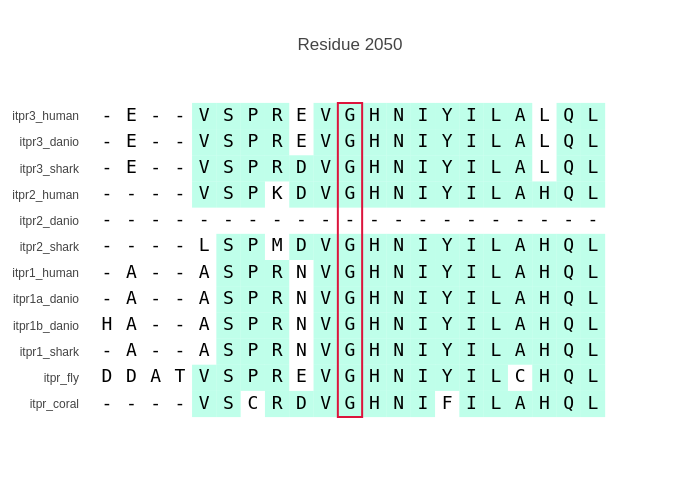 Residue 2050
itpr3_human - E - - V S P R E V G H N I Y I L A L Q L
itpr3_danio - E - - V S P R E V G H N I Y I L A L Q L
itpr3_shark - E - - V S P R D V G H N I Y I L A L Q L
itpr2_human - - - - V S P K D V G H N I Y I L A H Q L
itpr2_danio - - - - - - - - - - - - - - - - - - - - -
itpr2_shark - - - - L S P M D V G H N I Y I L A H Q L
itpr1_human - A - - A S P R N V G H N I Y I L A H Q L
itpr1a_danio - A - - A S P R N V G H N I Y I L A H Q L
itpr1b_danio H A - - A S P R N V G H N I Y I L A H Q L
itpr1_shark - A - - A S P R N V G H N I Y I L A H Q L
itpr_fly D D A T V S P R E V G H N I Y I L C H Q L
itpr_coral - - - - V S C R D V G H N I F I L A H Q L